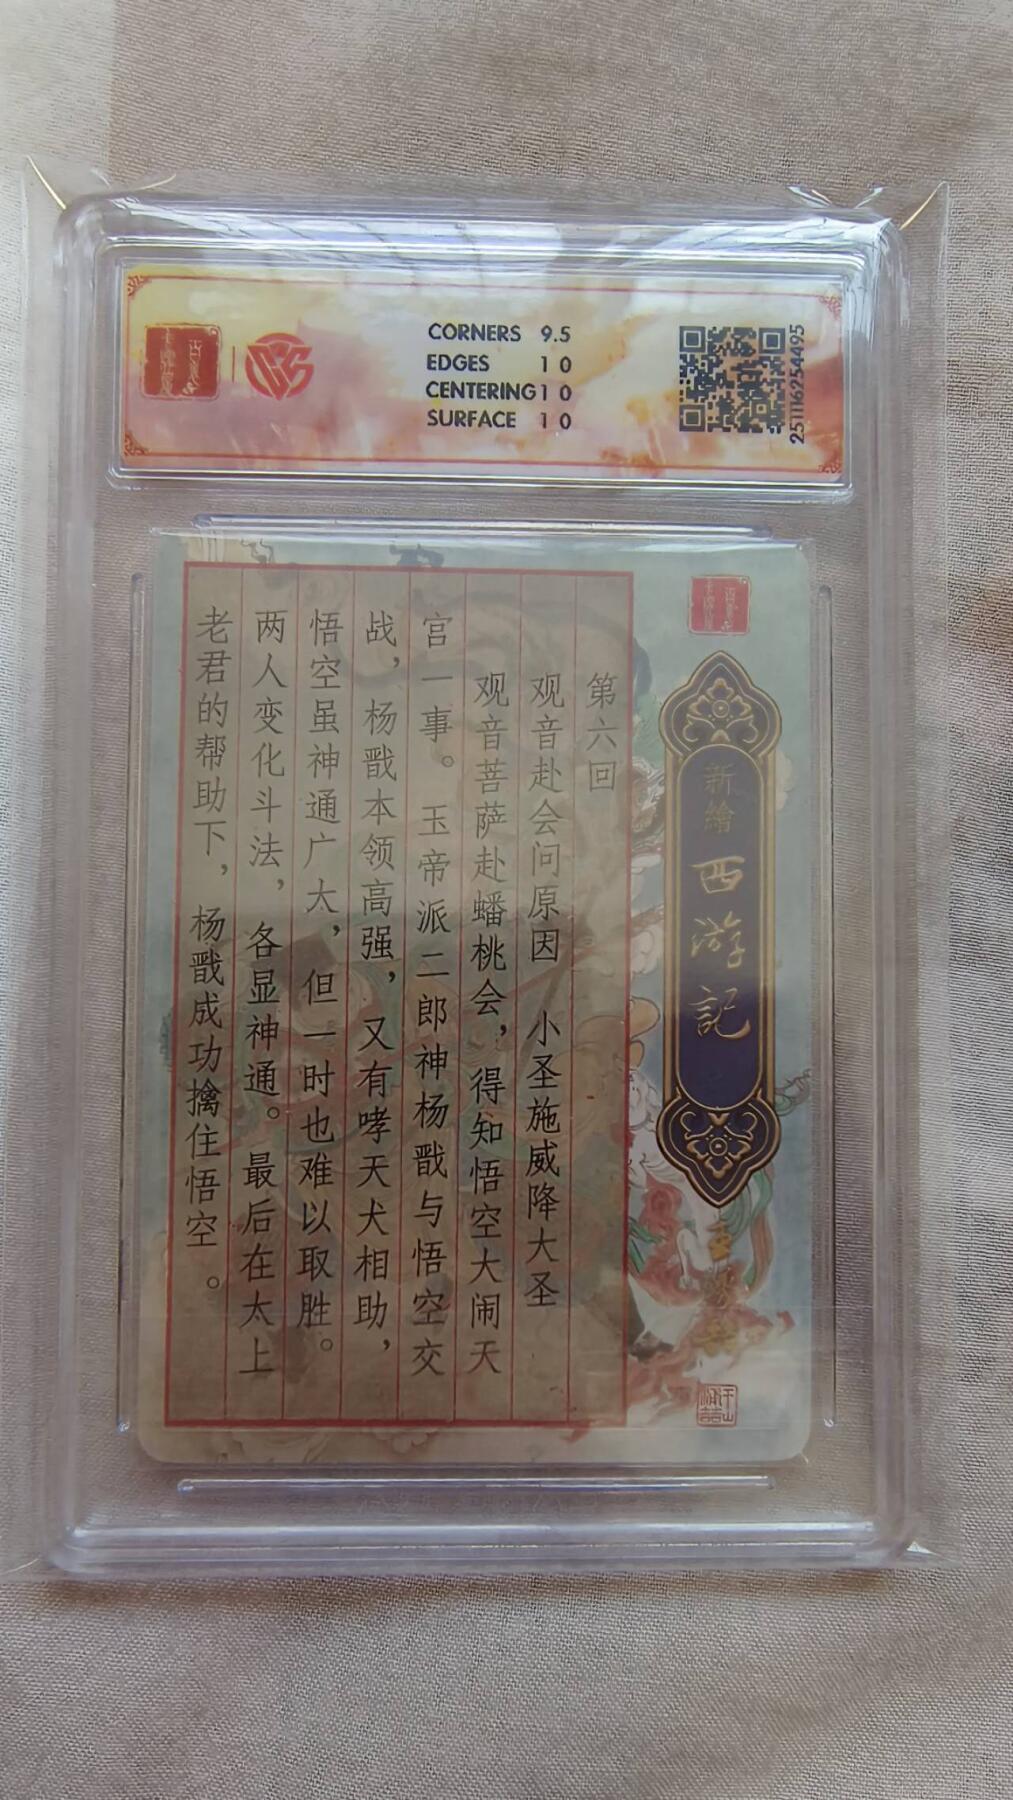 CORNERS 9.5
EDGES 10
CENTERING 10
SURFACE 10
251116254495
新繪
西游記
第六回
观音赴会问原因 小圣施威降大圣
观音菩萨赴蟠桃会，得知悟空大闹天
宫一事。玉帝派二郎神杨戬与悟空交
战，杨戬本领高强，又有哮天犬相助，
悟空虽神通广大，但一时也难以取胜。
两人变化斗法，各显神通。最后在太上
老君的帮助下，杨戬成功擒住悟空。